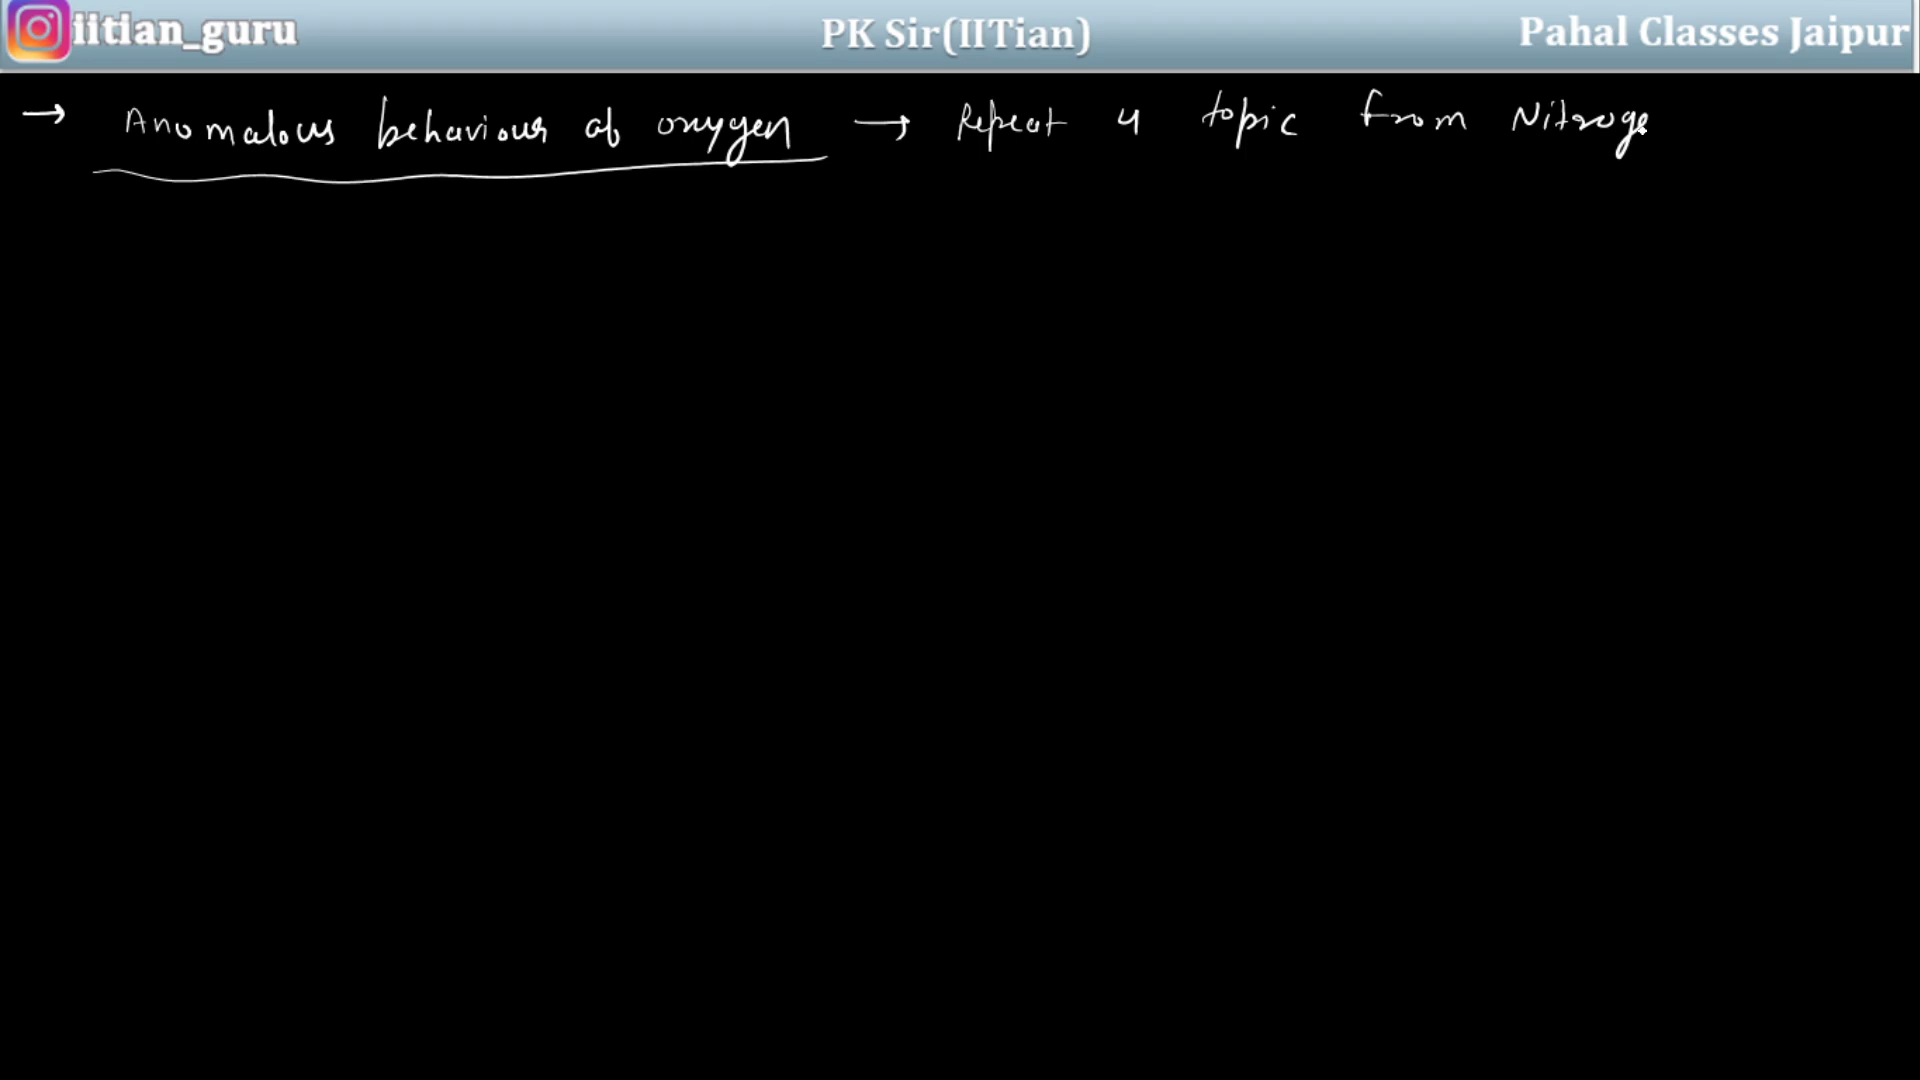 iitian_guru PK Sir(IITian) Pahal Classes Jaipur
→ Anomalous behaviour of oxygen → Repeat 4 topic from Nitroge